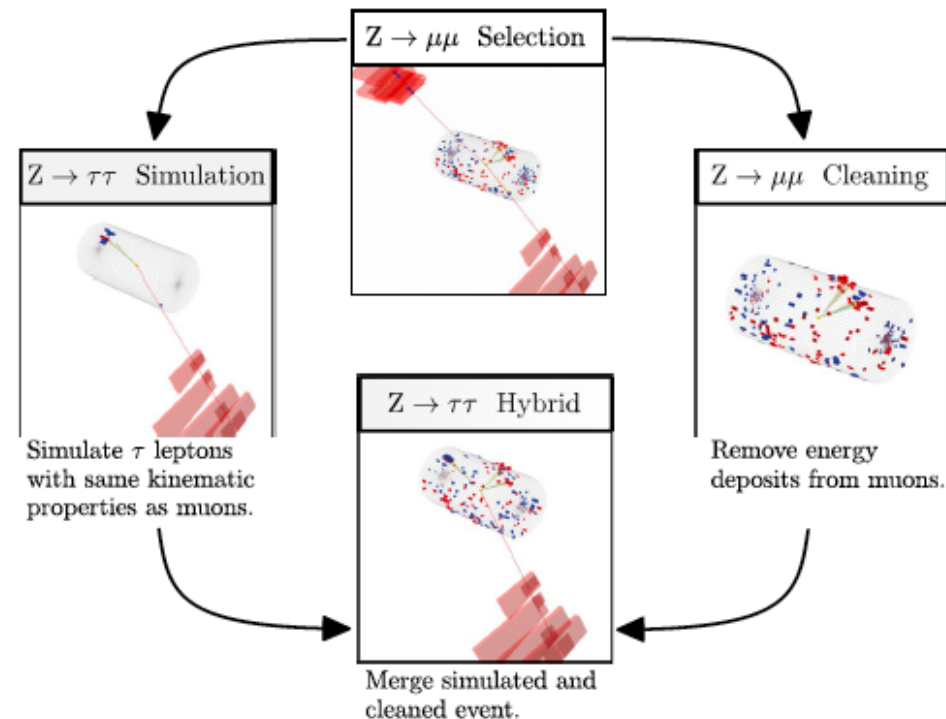 Z → μμ Selection
Z → ττ Simulation
Z → μμ Cleaning
Z → ττ Hybrid
Simulate τ leptons
with same kinematic
properties as muons.
Remove energy
deposits from muons.
Merge simulated and
cleaned event.